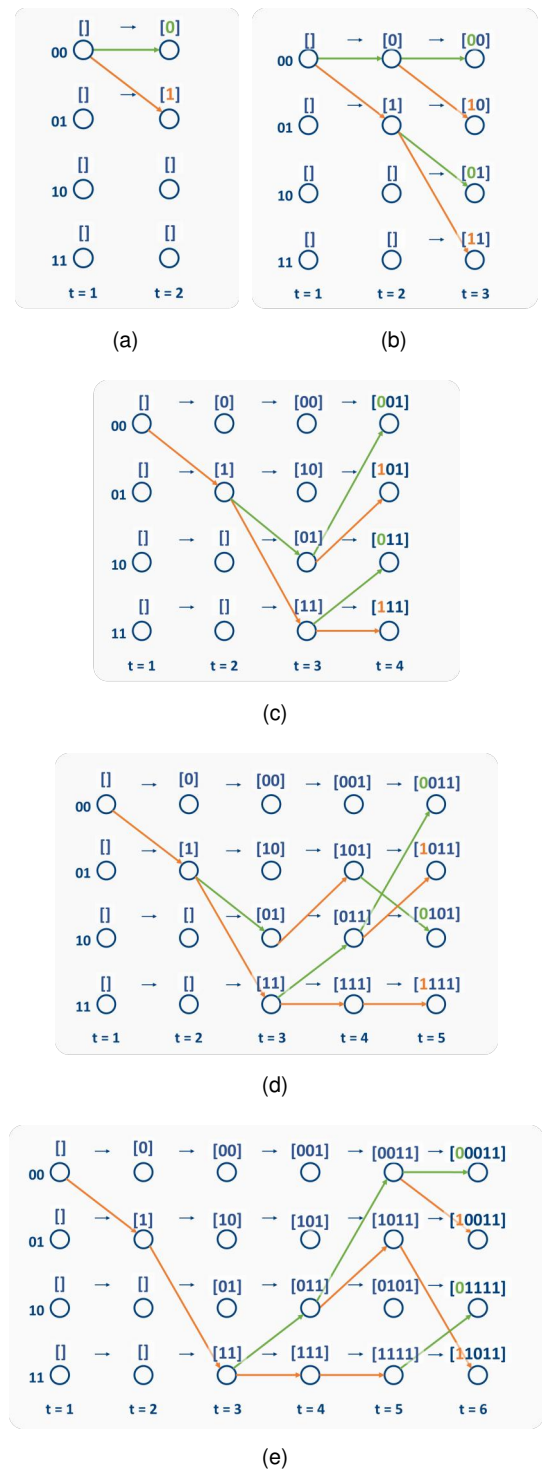 [] → [0]
00
[] → [1]
01
[] []
10
[] []
11
t = 1 t = 2
(a)
[] → [0] → [00]
00
[] → [1] → [10]
01
[] [] → [01]
10
[] [] → [11]
11
t = 1 t = 2 t = 3
(b)
[] → [0] → [00] → [001]
00
[] → [1] → [10] → [101]
01
[] → [] → [01] → [011]
10
[] → [] → [11] → [111]
11
t = 1 t = 2 t = 3 t = 4
(c)
[] → [0] → [00] → [001] → [0011]
00
[] → [1] → [10] → [101] → [1011]
01
[] → [] → [01] → [011] → [0101]
10
[] → [] → [11] → [111] → [1111]
11
t = 1 t = 2 t = 3 t = 4 t = 5
(d)
[] → [0] → [00] → [001] → [0011] → [00011]
00
[] → [1] → [10] → [101] → [1011] → [10011]
01
[] → [] → [01] → [011] → [0101] → [01111]
10
[] → [] → [11] → [111] → [1111] → [11011]
11
t = 1 t = 2 t = 3 t = 4 t = 5 t = 6
(e)